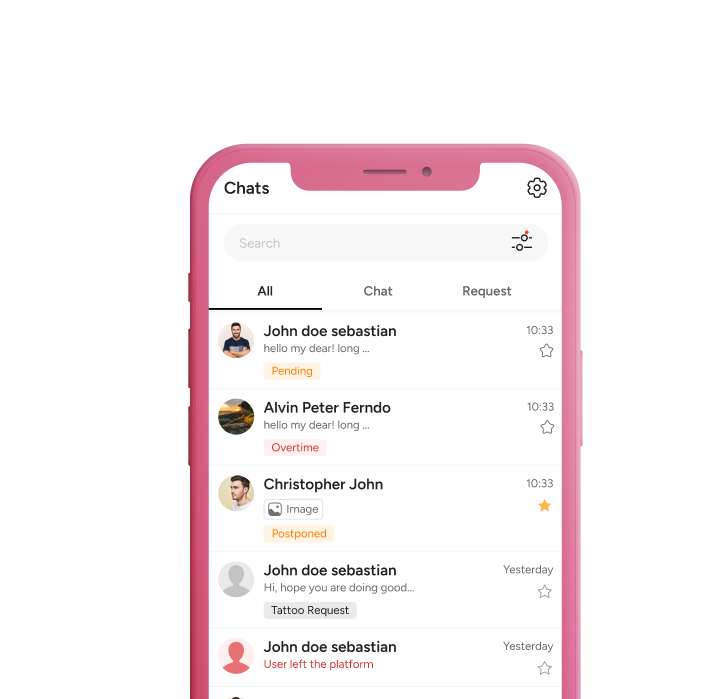 Chats
Search
All Chat Request
John doe sebastian 10:33
hello my dear! long ...
Pending
Alvin Peter Ferndo 10:33
hello my dear! long ...
Overtime
Christopher John 10:33
Image
Postponed
John doe sebastian Yesterday
Hi, hope you are doing good...
Tattoo Request
John doe sebastian Yesterday
User left the platform